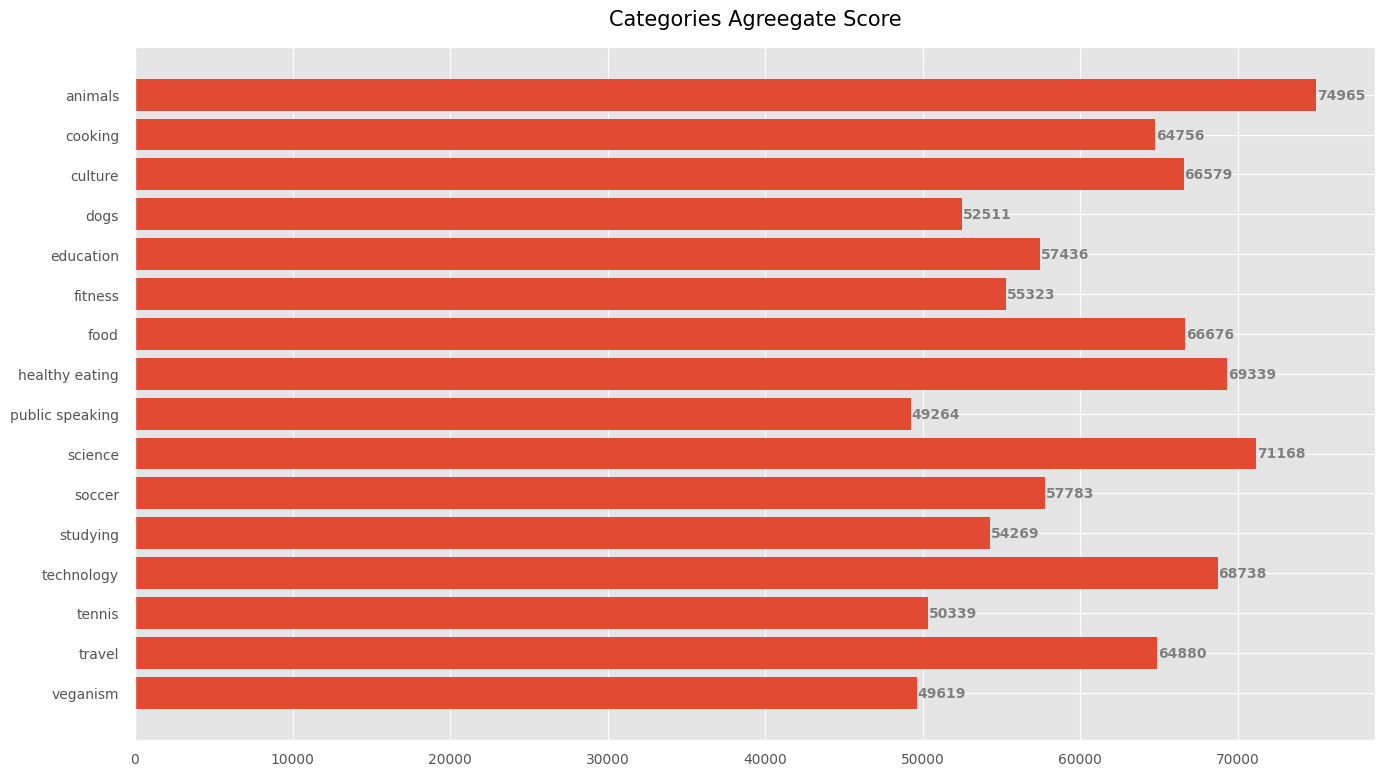 Categories Agreegate Score
animals 74965
cooking 64756
culture 66579
dogs 52511
education 57436
fitness 55323
food 66676
healthy eating 69339
public speaking 49264
science 71168
soccer 57783
studying 54269
technology 68738
tennis 50339
travel 64880
veganism 49619
0 10000 20000 30000 40000 50000 60000 70000